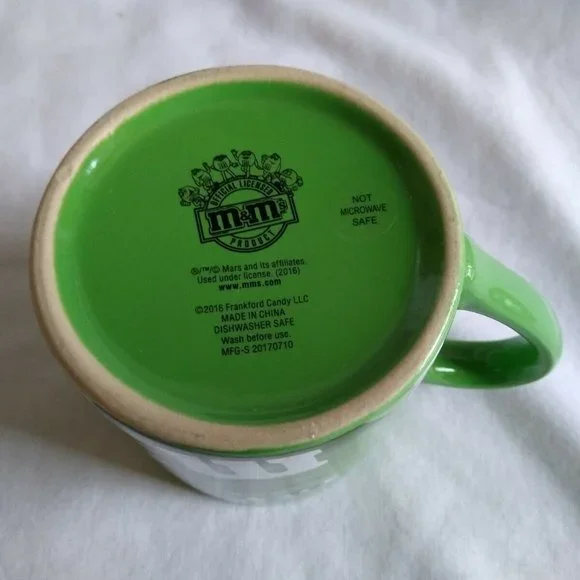 OFFICIAL LICENSED
m&m's
PRODUCT
NOT
MICROWAVE
SAFE
®/™/© Mars and its affiliates.
Used under license. (2016)
www.mms.com
©2016 Frankford Candy LLC
MADE IN CHINA
DISHWASHER SAFE
Wash before use.
MFG-S 20170710